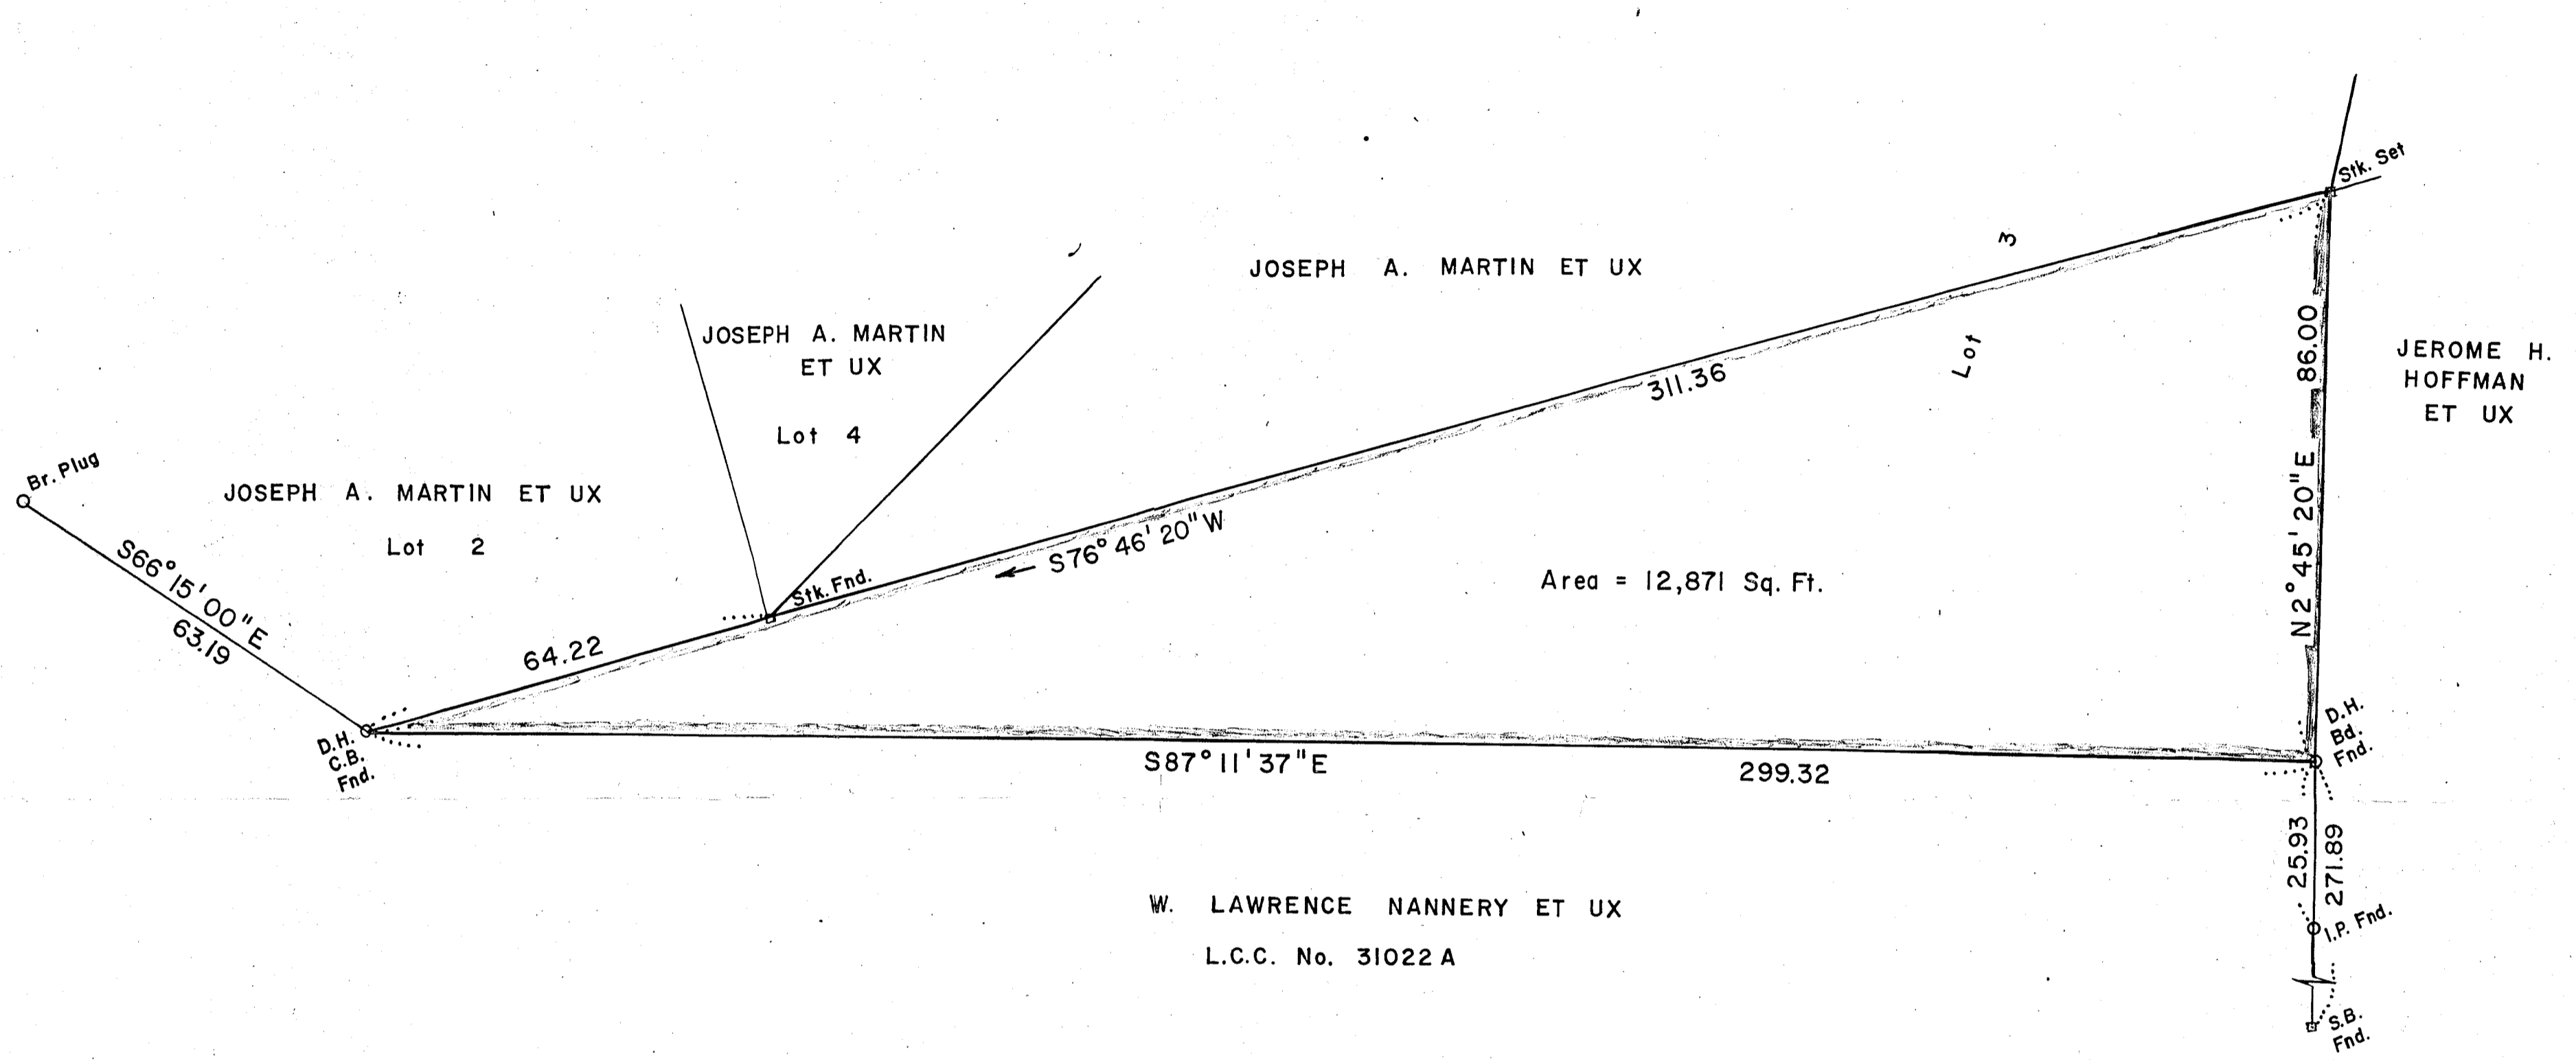 Stk. Set
JOSEPH A. MARTIN ET UX
3
Lot
JOSEPH A. MARTIN
ET UX
Lot 4
JEROME H.
HOFFMAN
ET UX
86.00
N2°45'20"E
311.36
S76°46'20"W
Br. Plug
JOSEPH A. MARTIN ET UX
Lot 2
S66°15'00"E
63.19
Stk. Fnd.
64.22
Area = 12,871 Sq. Ft.
D.H.
C.B.
Fnd.
D.H.
Bd.
Fnd.
S87°11'37"E
299.32
25.93
271.89
W. LAWRENCE NANNERY ET UX
L.C.C. No. 31022 A
I.P. Fnd.
S.B.
Fnd.